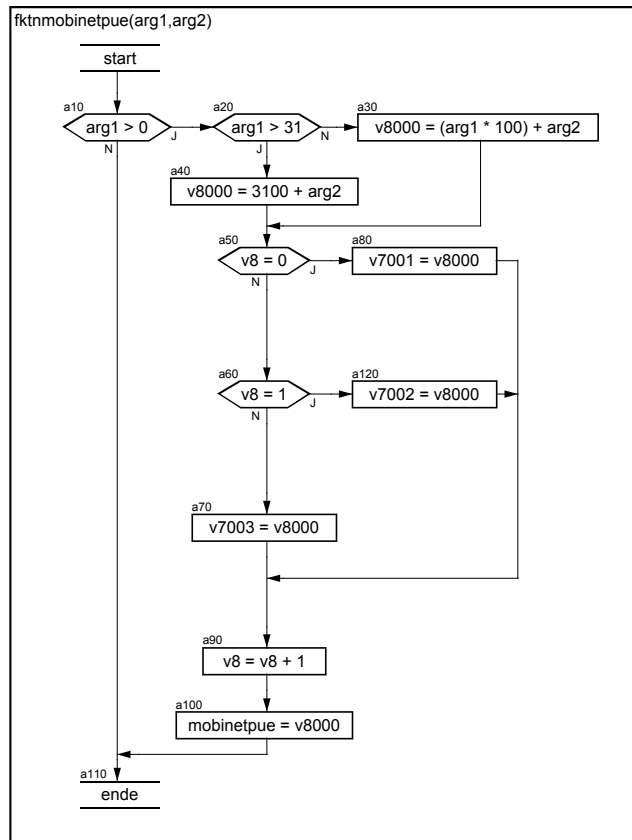 fktnmobinetpue(arg1,arg2)
start
a10
arg1 > 0
J
N
a20
arg1 > 31
N
J
a30
v8000 = (arg1 * 100) + arg2
a40
v8000 = 3100 + arg2
a50
v8 = 0
J
N
a80
v7001 = v8000
a60
v8 = 1
J
N
a120
v7002 = v8000
a70
v7003 = v8000
a90
v8 = v8 + 1
a100
mobinetpue = v8000
a110
ende